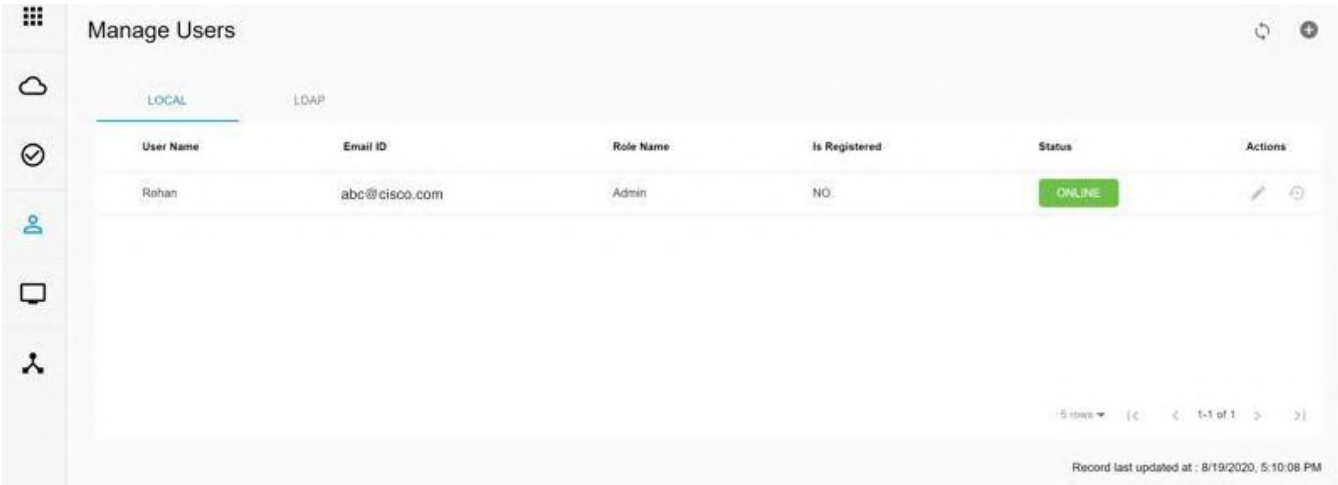 Manage Users
LOCAL LDAP
User Name Email ID Role Name Is Registered Status Actions
Rohan abc@cisco.com Admin NO ONLINE
5 rows 1-1 of 1
Record last updated at : 8/19/2020, 5:10:08 PM